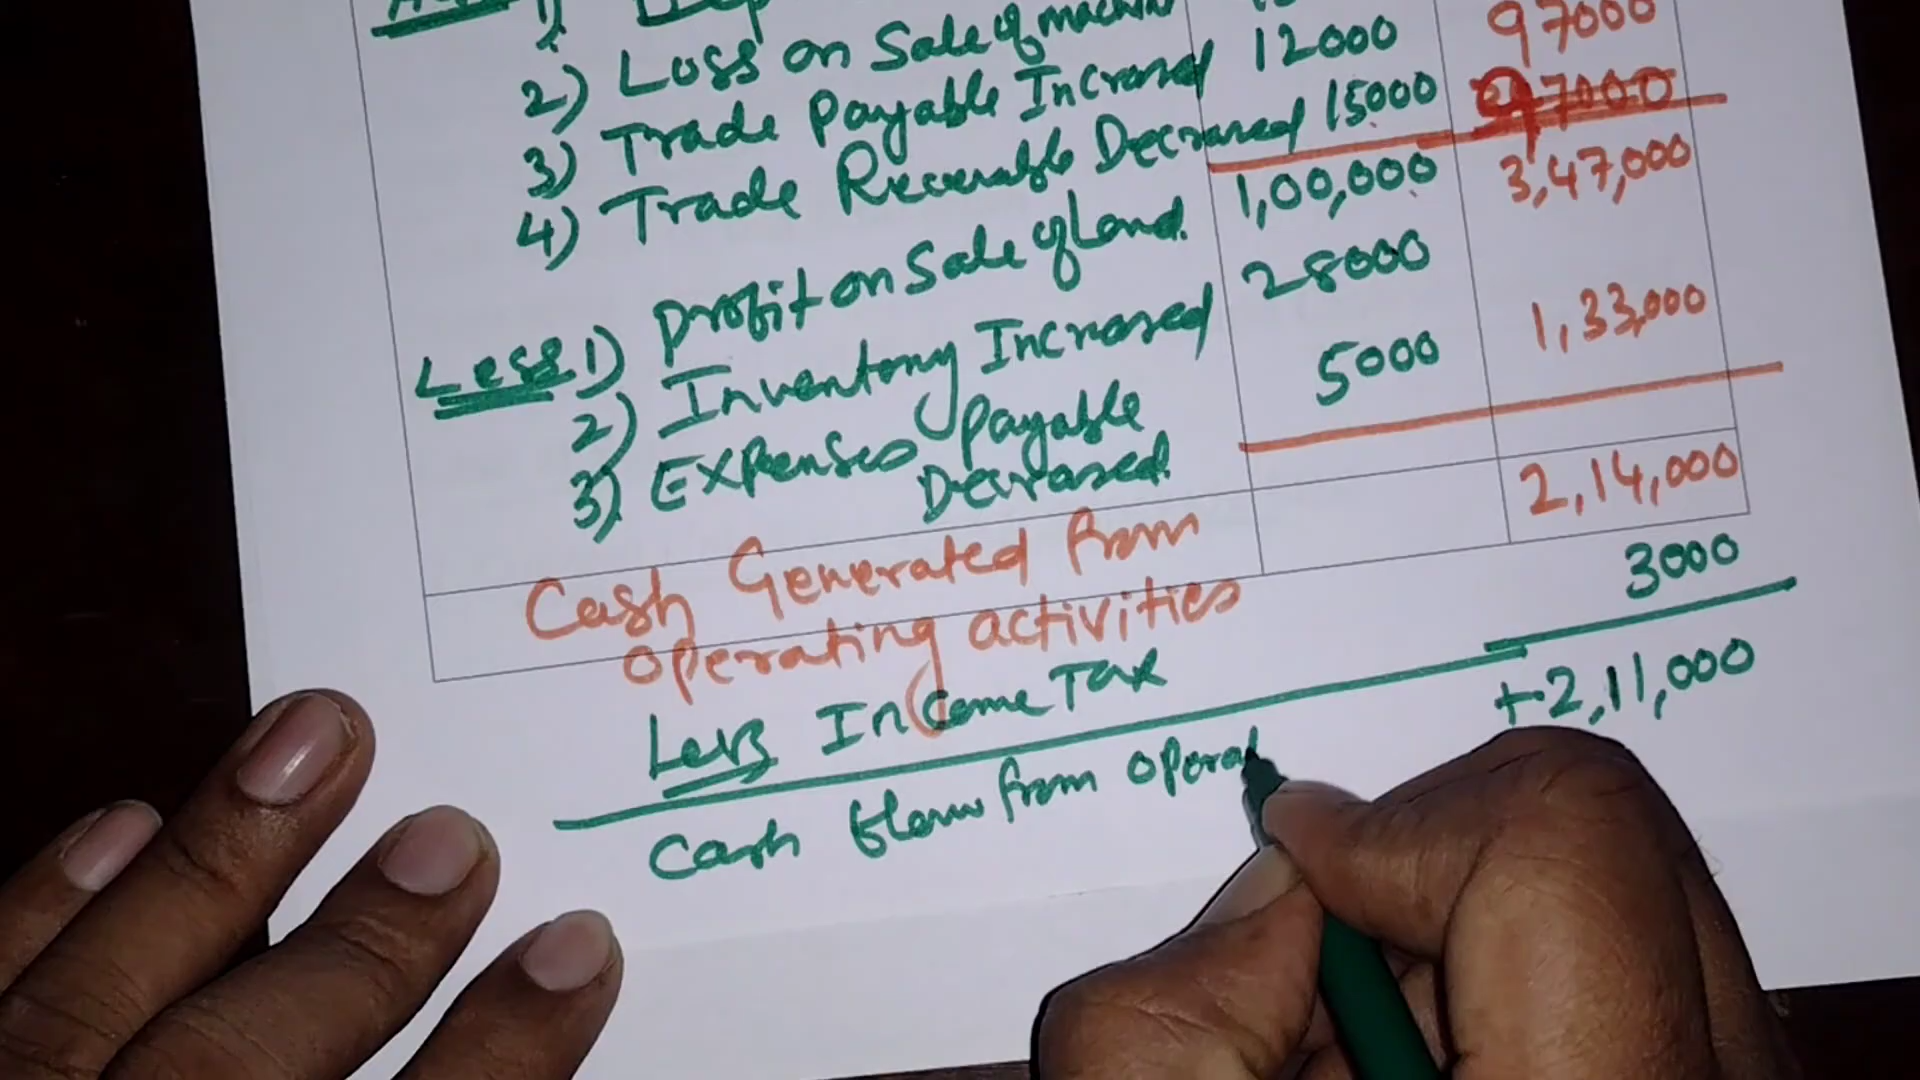 1)
2) Loss on Sale of machin
3) Trade Payable Increased 12000 97000
4) Trade Receivable Decreased 15000 97000
Less 1) Profit on Sale of Land. 1,00,000 3,47,000
2) Inventory Increased 28000
3) Expenses Payable 5000 1,33,000
Decreased.
Cash Generated from 2,14,000
operating activities
Less Income Tax 3000
Cash flow from opera +2,11,000